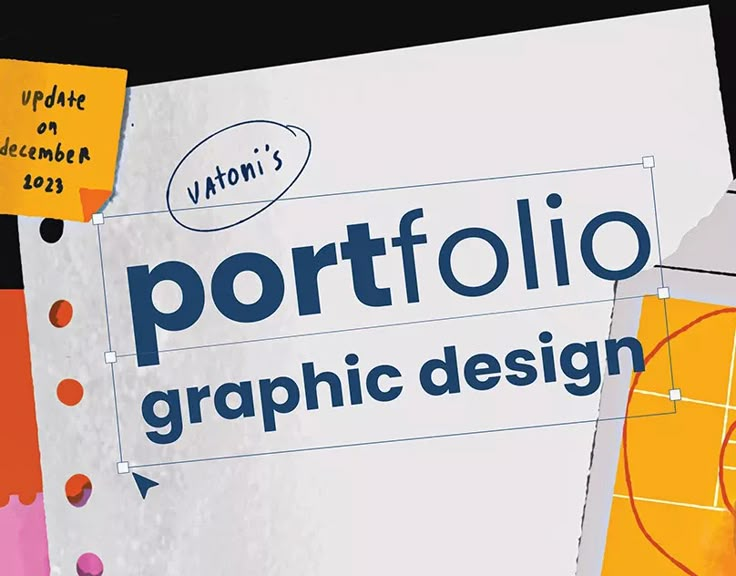 update
on
december
2023
vatoni's
portfolio
graphic design